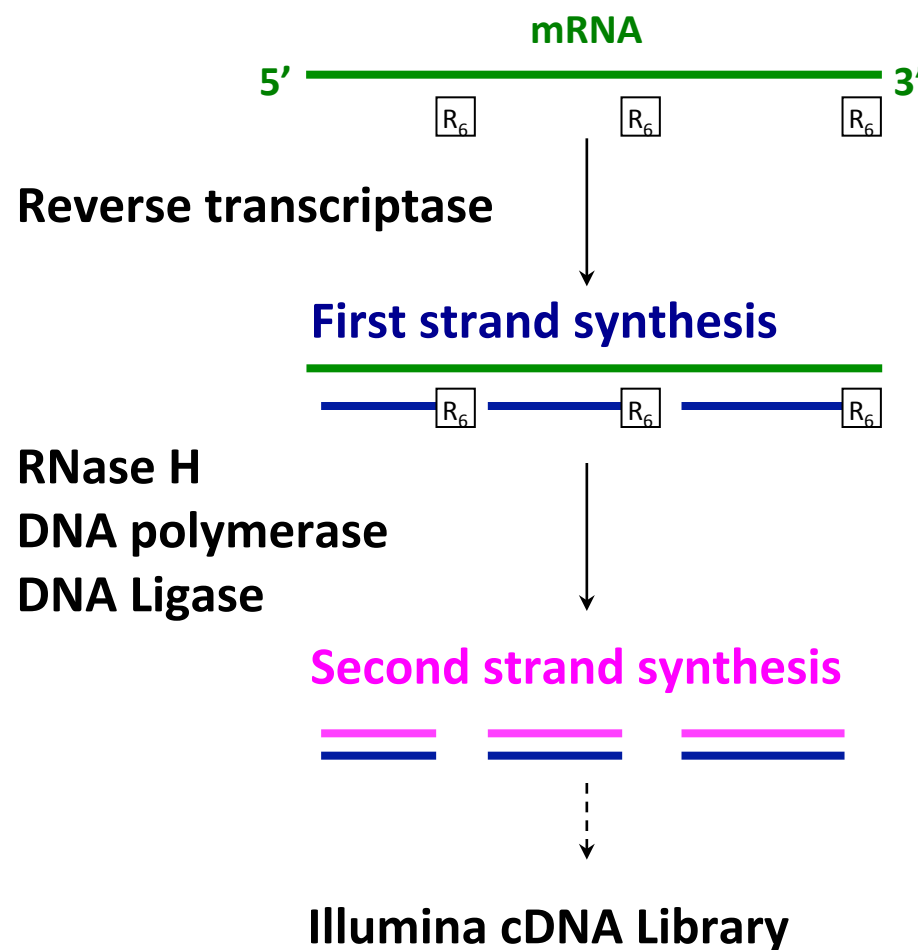 mRNA
5’ 3’
R6 R6 R6
Reverse transcriptase
First strand synthesis
R6 R6 R6
RNase H
DNA polymerase
DNA Ligase
Second strand synthesis
Illumina cDNA Library